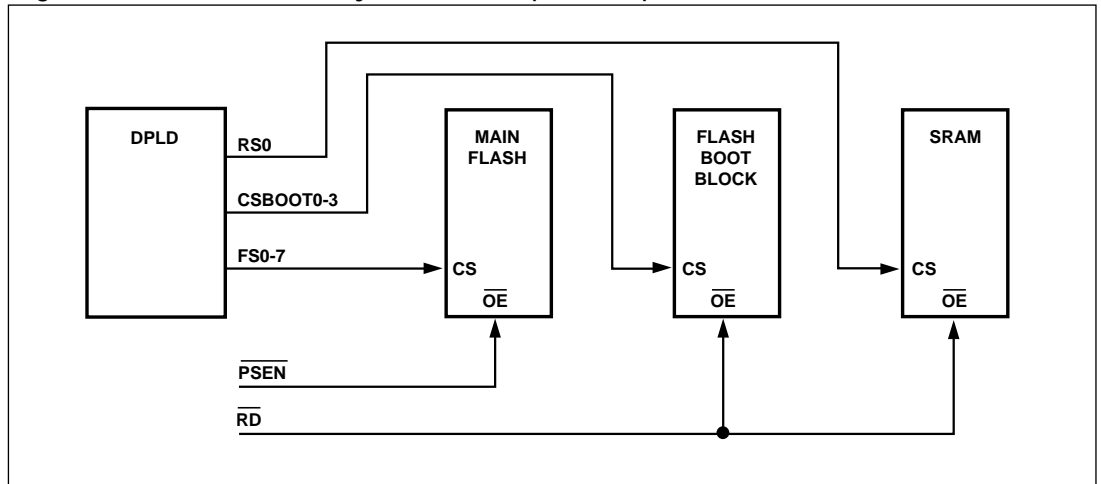 DPLD
RS0
CSBOOT0-3
FS0-7
MAIN
FLASH
CS
OE
FLASH
BOOT
BLOCK
CS
OE
SRAM
CS
OE
PSEN
RD